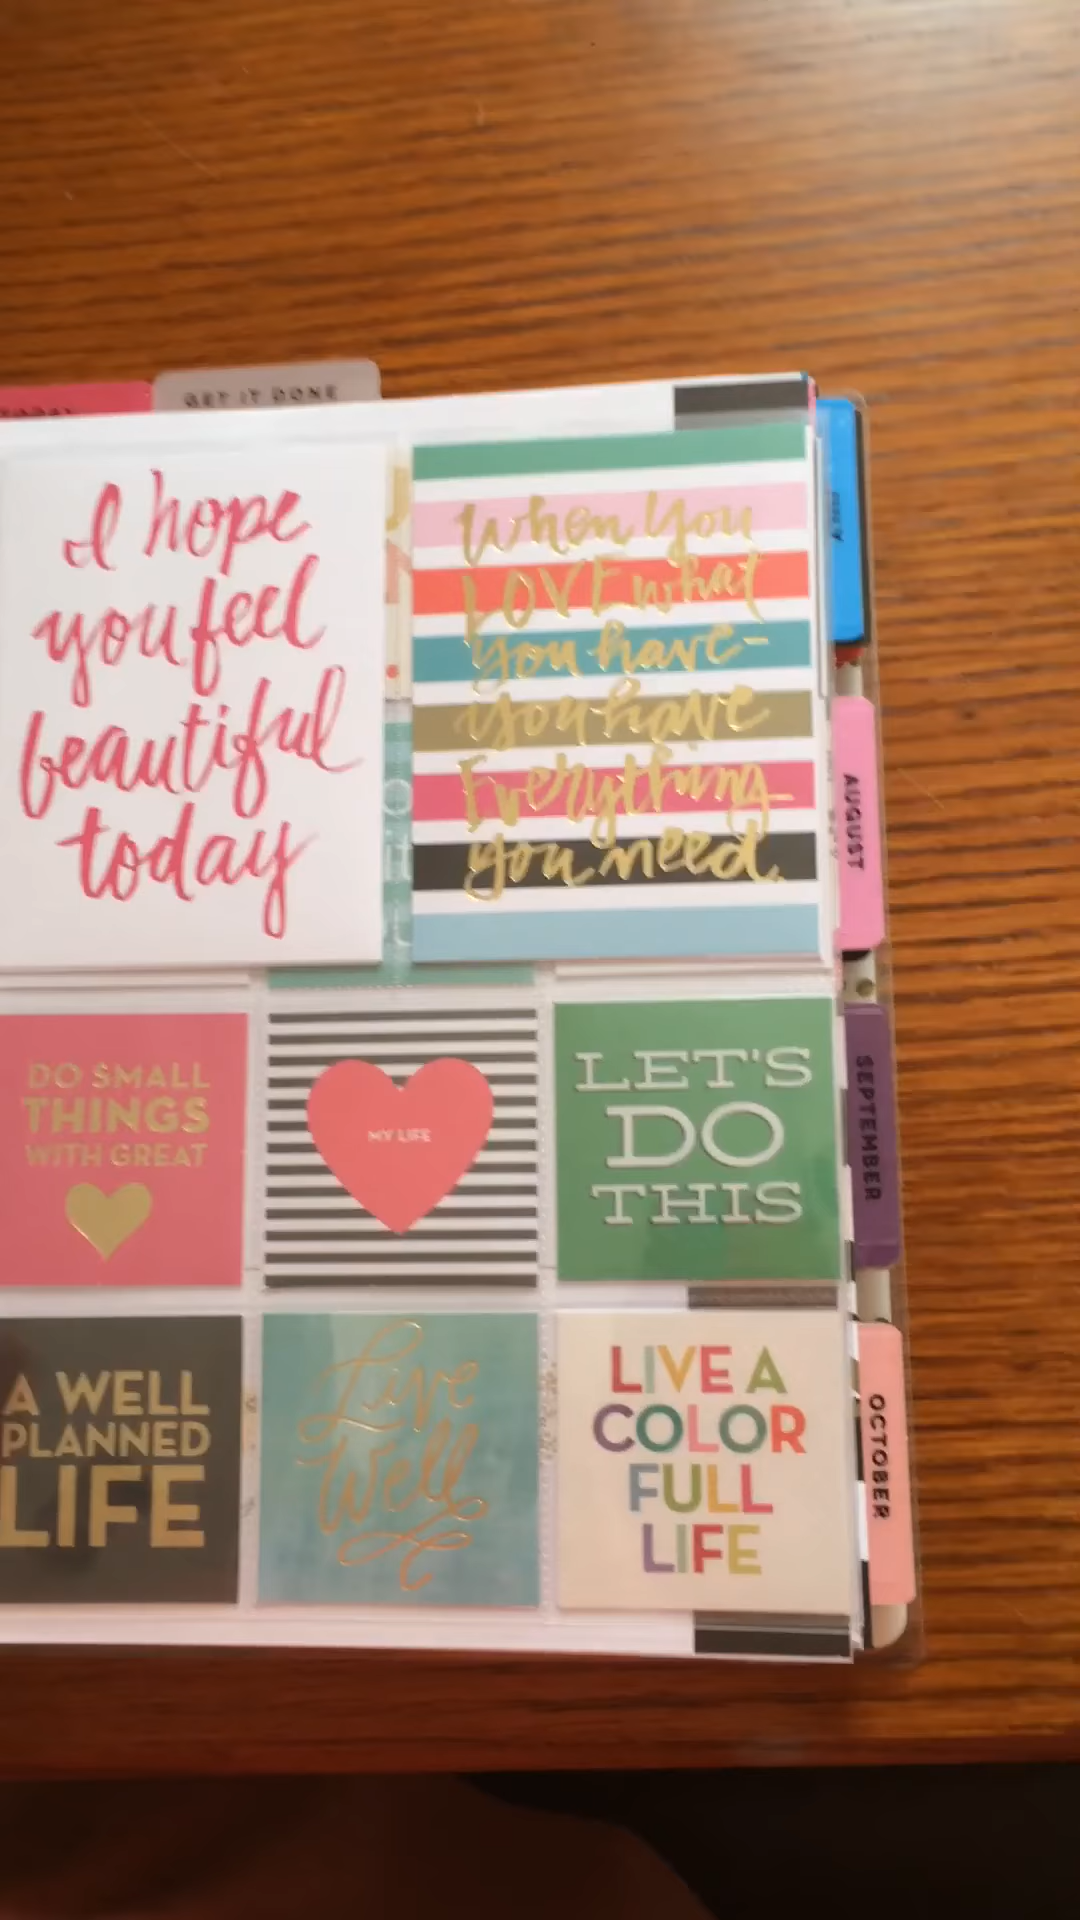 TODAY
GET IT DONE
I hope
you feel
beautiful
today
When You
LOVE what
you have-
you have
Everything
you need.
DO SMALL
THINGS
WITH GREAT
MY LIFE
LET'S
DO
THIS
A WELL
PLANNED
LIFE
Live
Well
LIVE A
COLOR
FULL
LIFE
AUGUST
SEPTEMBER
OCTOBER